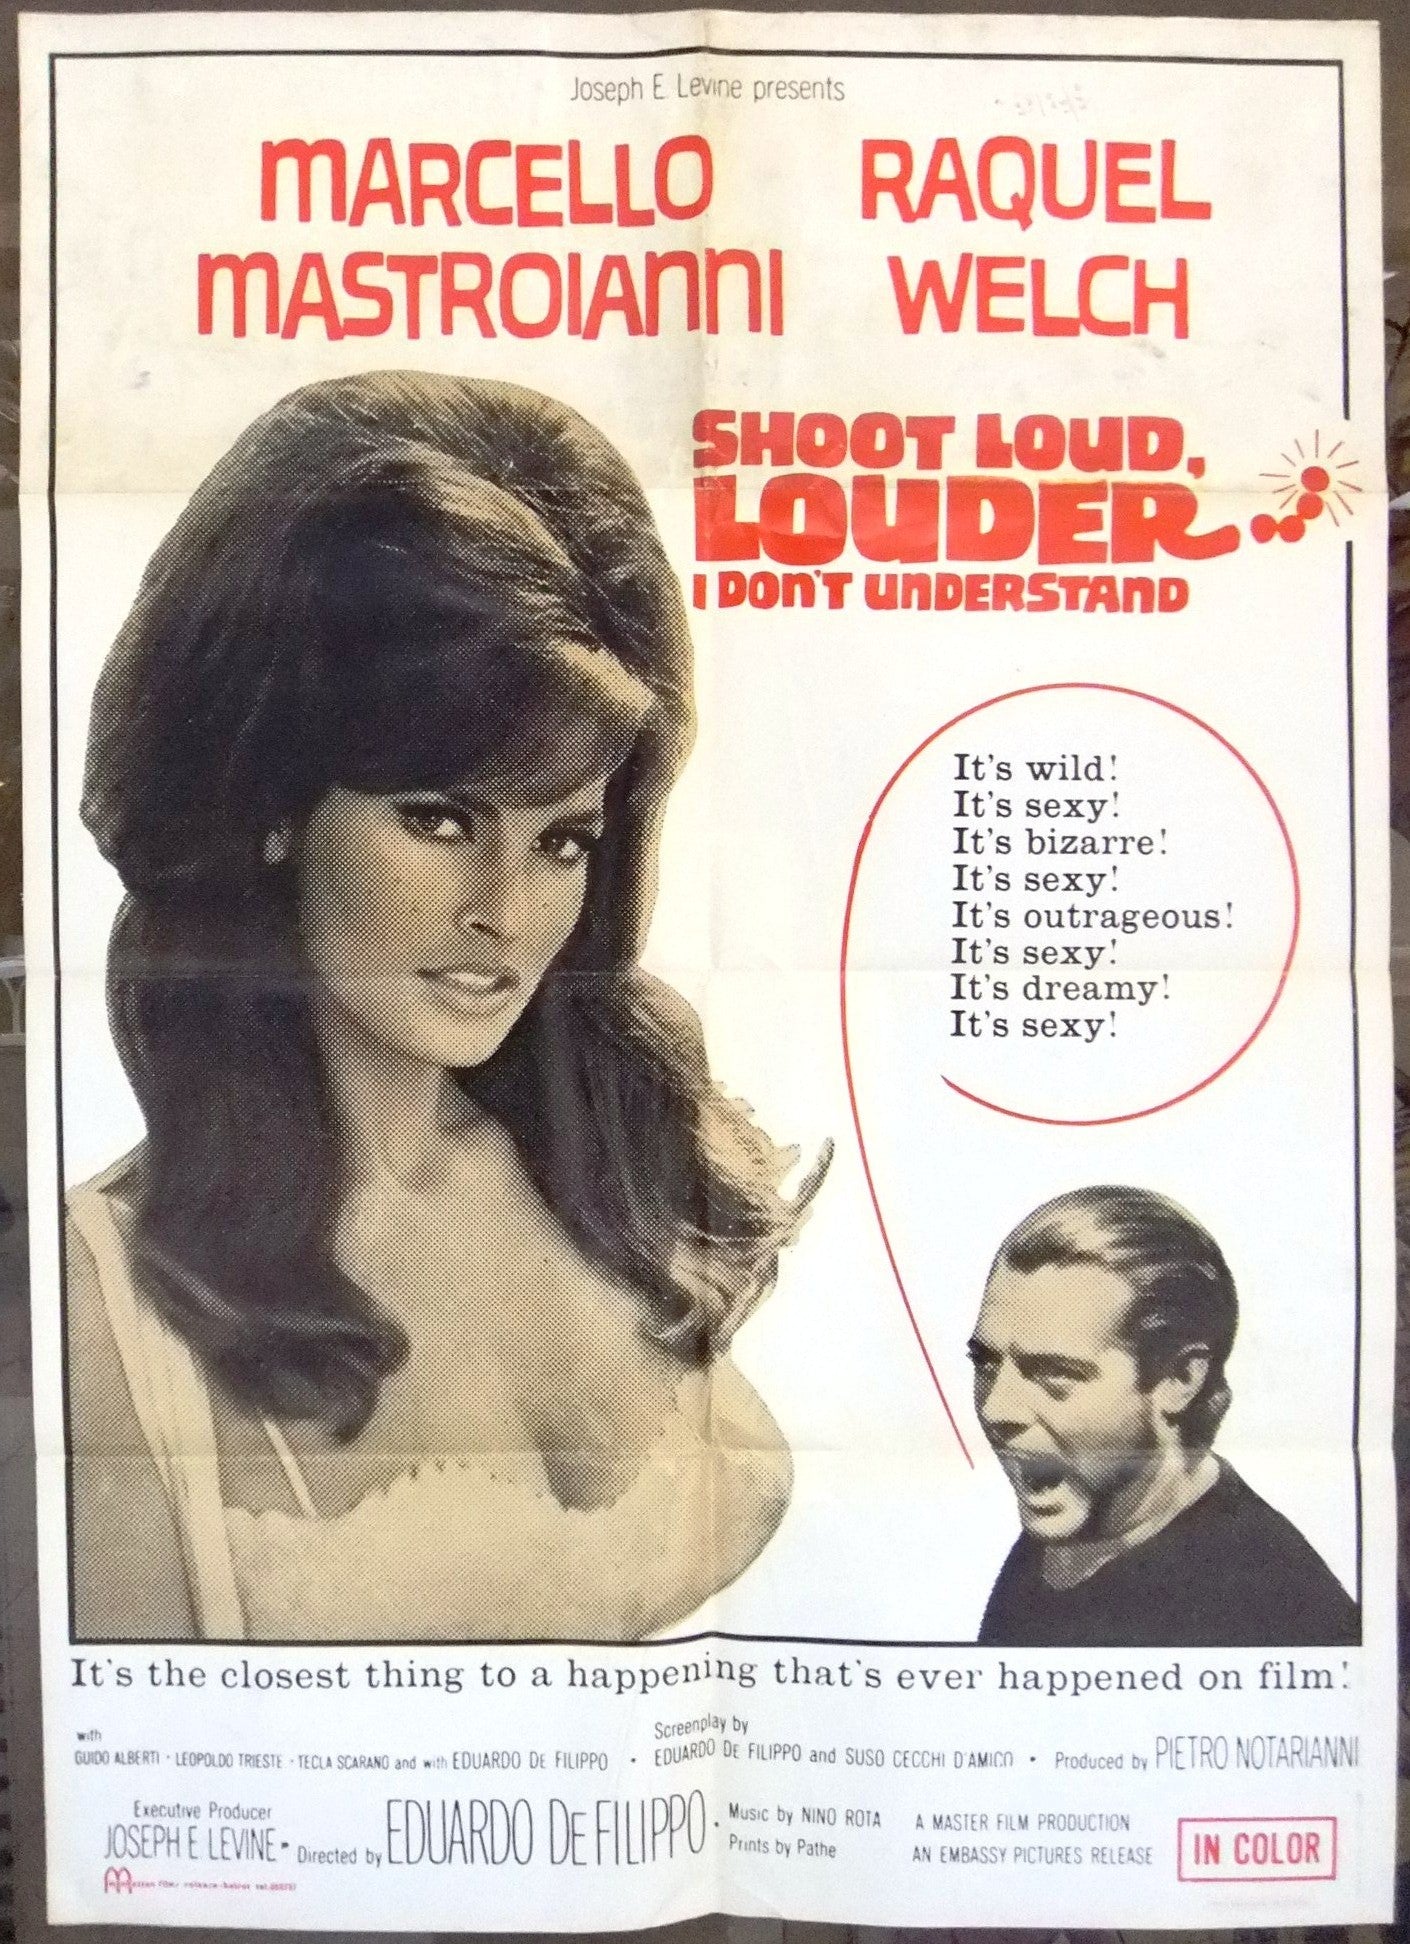 Joseph E. Levine presents
MARCELLO MASTROIANNI
RAQUEL WELCH
SHOOT LOUD,
LOUDER...
I DON'T UNDERSTAND
It's wild!
It's sexy!
It's bizarre!
It's sexy!
It's outrageous!
It's sexy!
It's dreamy!
It's sexy!
It's the closest thing to a happening that's ever happened on film!
with
GUIDO ALBERTI · LEOPOLDO TRIESTE · TECLA SCARANO and with EDUARDO DE FILIPPO ·
Screenplay by
EDUARDO DE FILIPPO and SUSO CECCHI D'AMICO ·
Produced by PIETRO NOTARIANNI
Executive Producer
JOSEPH E. LEVINE ·
Directed by EDUARDO DE FILIPPO ·
Music by NINO ROTA
Prints by Pathe
A MASTER FILM PRODUCTION
AN EMBASSY PICTURES RELEASE
IN COLOR